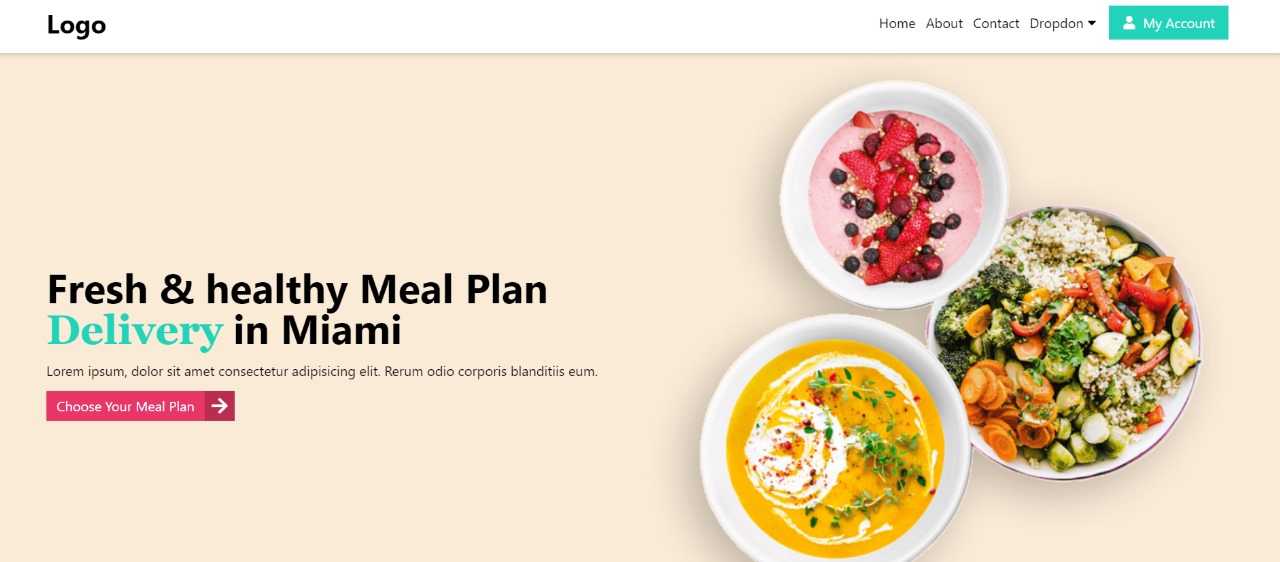 Logo
Home About Contact Dropdon My Account
Fresh & healthy Meal Plan
Delivery in Miami
Lorem ipsum, dolor sit amet consectetur adipisicing elit. Rerum odio corporis blanditiis eum.
Choose Your Meal Plan